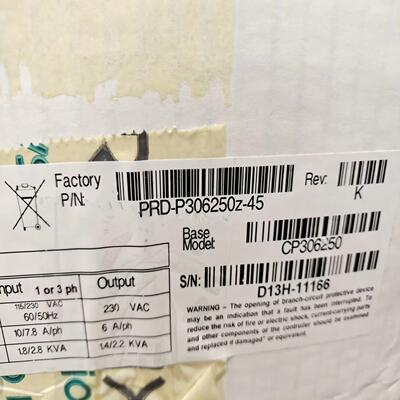 Factory
P/N:
PRD-P306250z-45
Rev:
K
Base
Model:
CP306250
S/N:
D13H-11166
nput 1 or 3 ph Output
115/230 VAC 230 VAC
60/50Hz
10/7.8 A/ph 6 A/ph
1.8/2.8 KVA 1.4/2.2 KVA
WARNING - The opening of branch-circuit protective device
may be an indication that a fault has been interrupted. To
reduce the risk of fire or electric shock, current-carrying parts
and other components of the controller should be examined
and replaced if damaged" or equivalent.